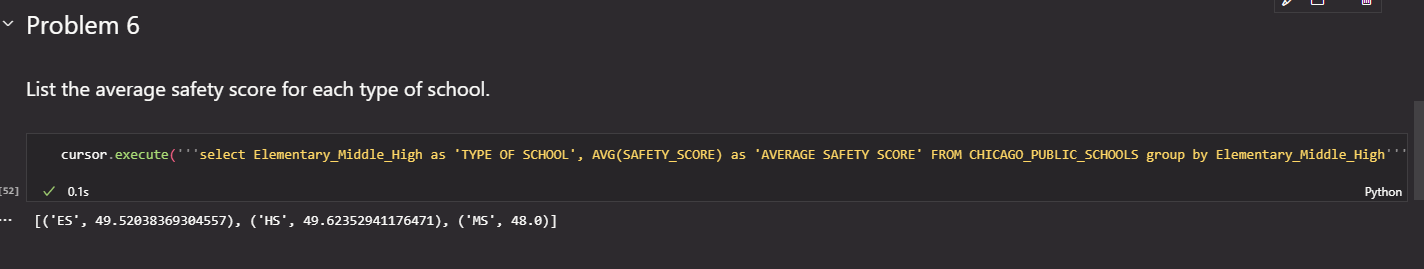 Problem 6
List the average safety score for each type of school.
cursor.execute('''select Elementary_Middle_High as 'TYPE OF SCHOOL', AVG(SAFETY_SCORE) as 'AVERAGE SAFETY SCORE' FROM CHICAGO_PUBLIC_SCHOOLS group by Elementary_Middle_High'''
[52]
0.1s
Python
[('ES', 49.52038369304557), ('HS', 49.62352941176471), ('MS', 48.0)]